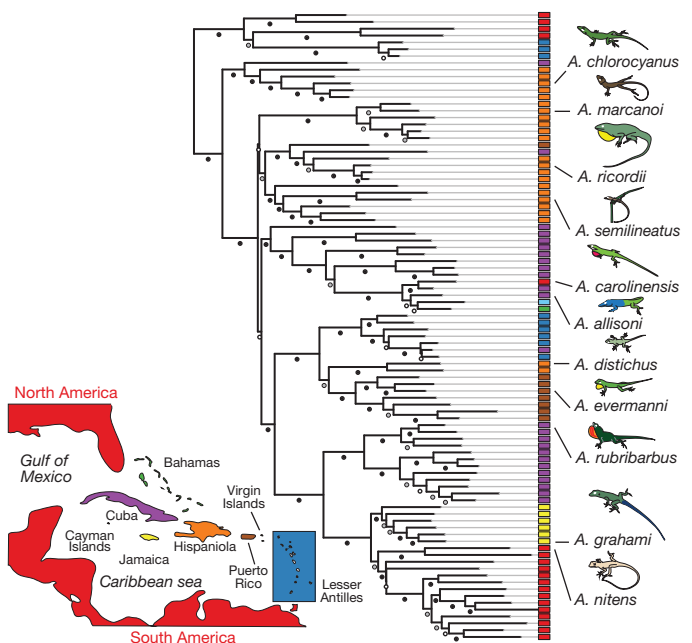 A. chlorocyanus
A. marcanoi
A. ricordii
A. semilineatus
A. carolinensis
A. allisoni
A. distichus
A. evermanni
A. rubribarbus
A. grahami
A. nitens
North America
Gulf of
Mexico
Bahamas
Cuba
Virgin
Islands
Cayman
Islands
Jamaica
Hispaniola
Puerto
Rico
Lesser
Antilles
Caribbean sea
South America